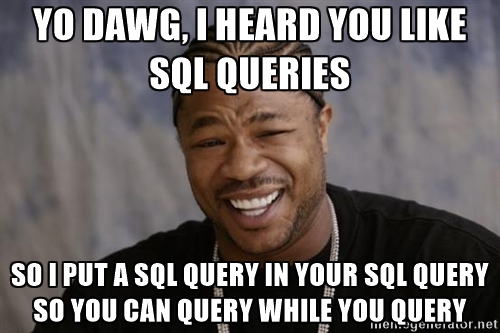 YO DAWG, I HEARD YOU LIKE
SQL QUERIES
SO I PUT A SQL QUERY IN YOUR SQL QUERY
SO YOU CAN QUERY WHILE YOU QUERY
memegenerator.net